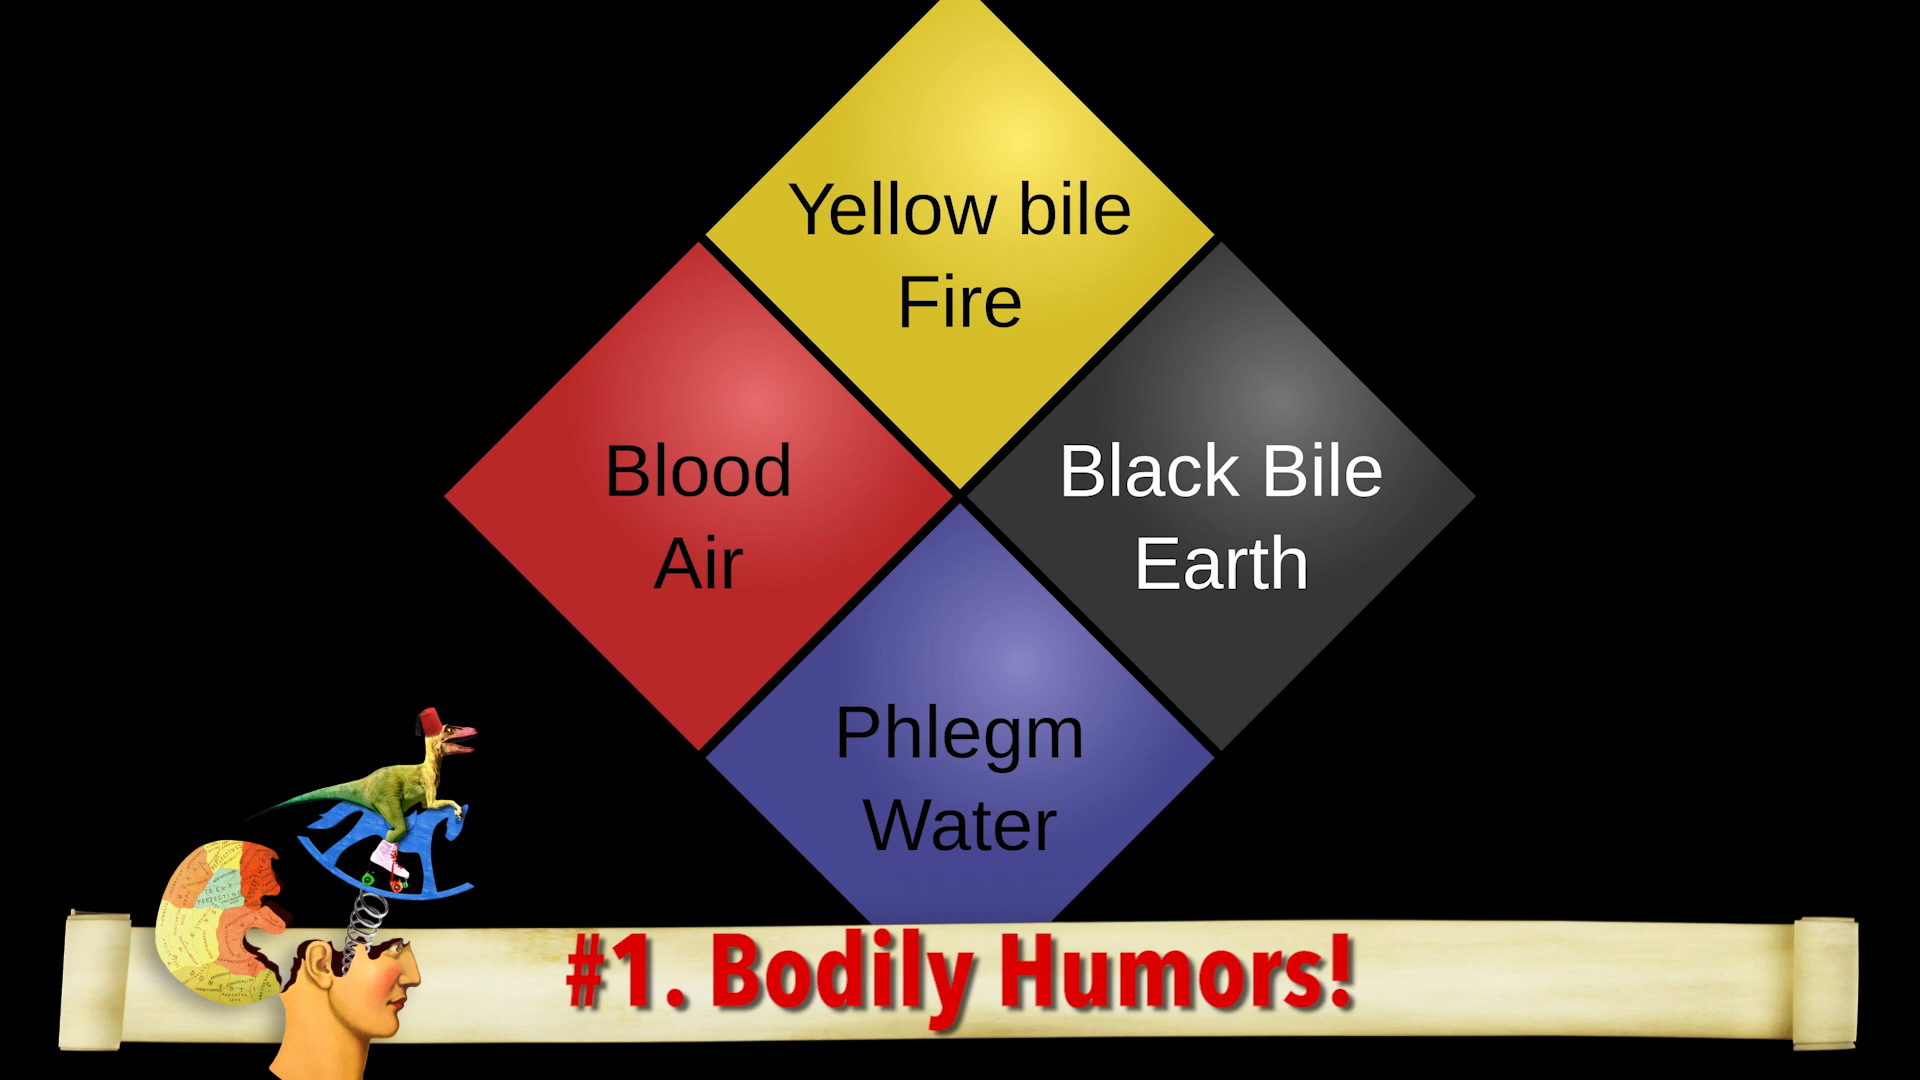 Yellow bile
Fire
Blood
Air
Black Bile
Earth
Phlegm
Water
#1. Bodily Humors!